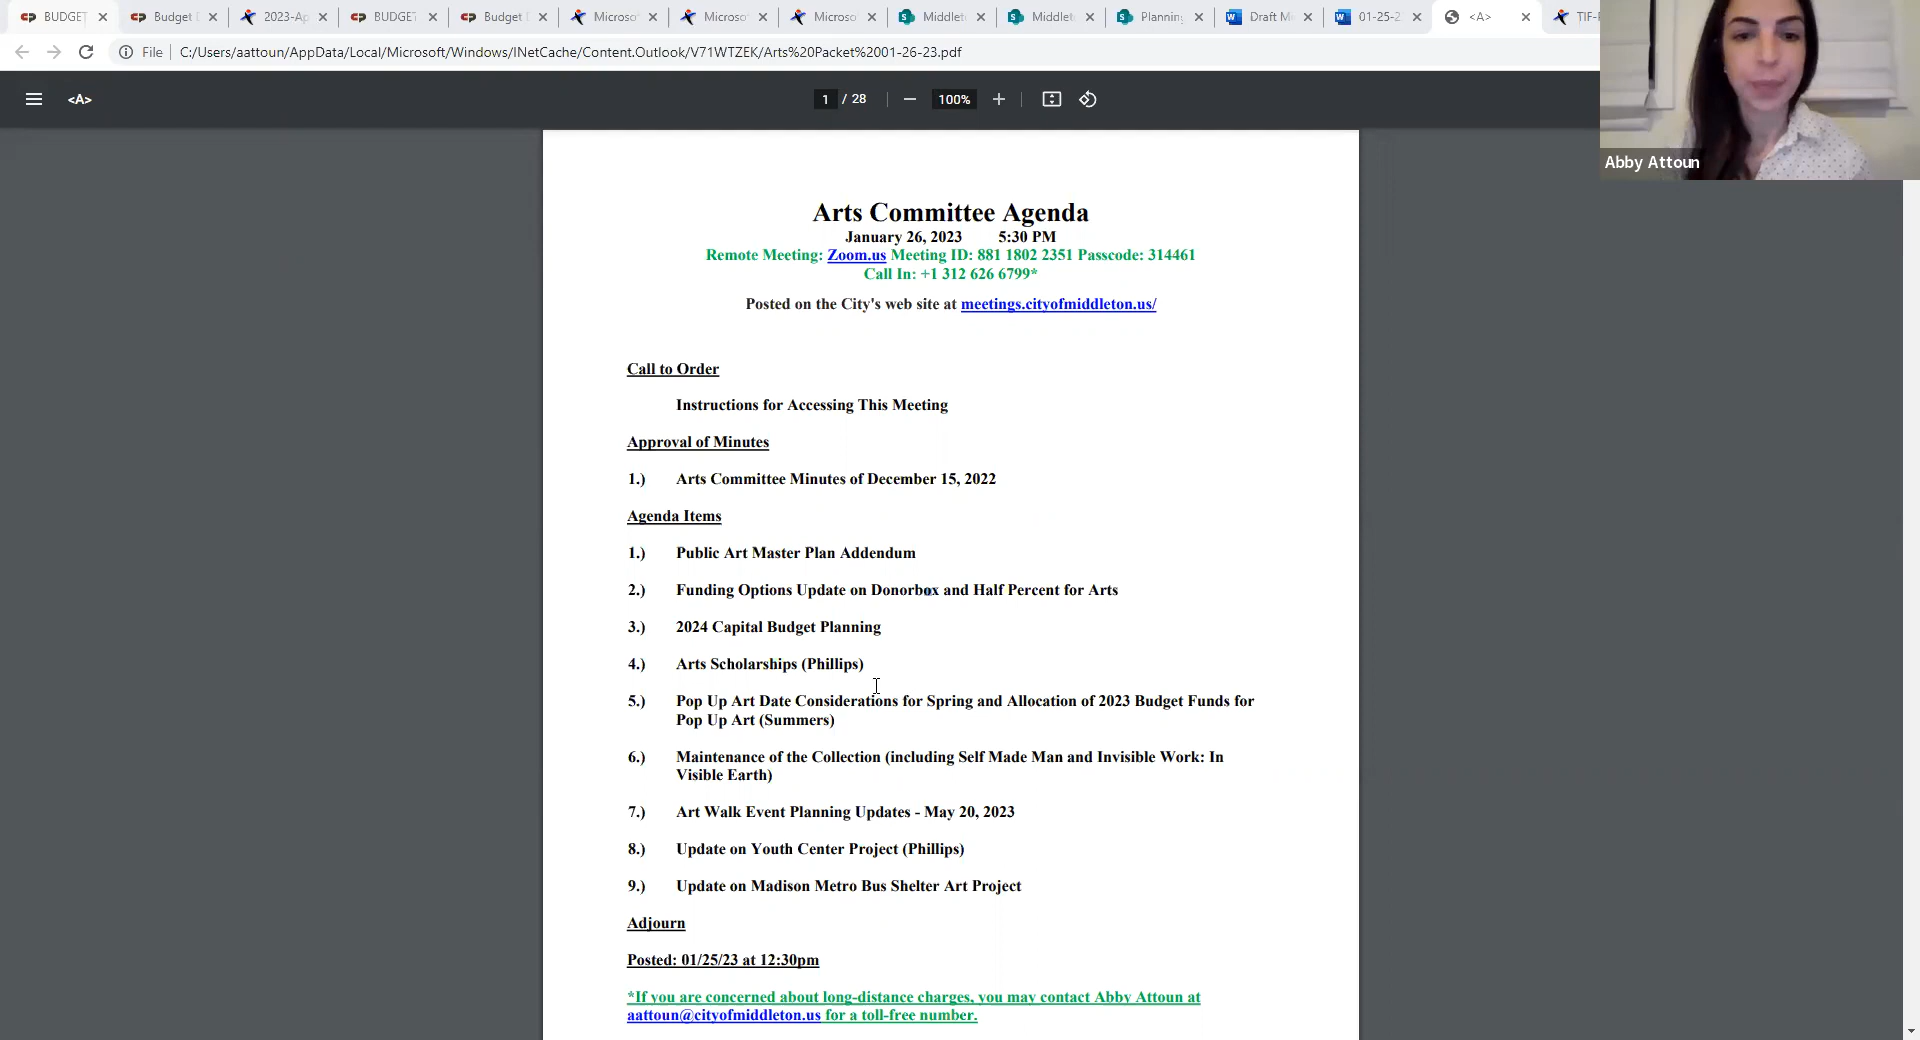 BUDGET Budget 2023-Ap BUDGET Budget Microso Microso Microso Middlet Middlet Planning Draft Mi 01-25-2 <A> TIF-
File C:/Users/aattoun/AppData/Local/Microsoft/Windows/INetCache/Content.Outlook/V71WTZEK/Arts%20Packet%2001-26-23.pdf
<A> 1 / 28 100%
Abby Attoun
Arts Committee Agenda
January 26, 2023 5:30 PM
Remote Meeting: Zoom.us Meeting ID: 881 1802 2351 Passcode: 314461
Call In: +1 312 626 6799*
Posted on the City's web site at meetings.cityofmiddleton.us/
Call to Order
Instructions for Accessing This Meeting
Approval of Minutes
1.) Arts Committee Minutes of December 15, 2022
Agenda Items
1.) Public Art Master Plan Addendum
2.) Funding Options Update on Donorbox and Half Percent for Arts
3.) 2024 Capital Budget Planning
4.) Arts Scholarships (Phillips)
5.) Pop Up Art Date Considerations for Spring and Allocation of 2023 Budget Funds for
Pop Up Art (Summers)
6.) Maintenance of the Collection (including Self Made Man and Invisible Work: In
Visible Earth)
7.) Art Walk Event Planning Updates - May 20, 2023
8.) Update on Youth Center Project (Phillips)
9.) Update on Madison Metro Bus Shelter Art Project
Adjourn
Posted: 01/25/23 at 12:30pm
*If you are concerned about long-distance charges, you may contact Abby Attoun at
aattoun@cityofmiddleton.us for a toll-free number.